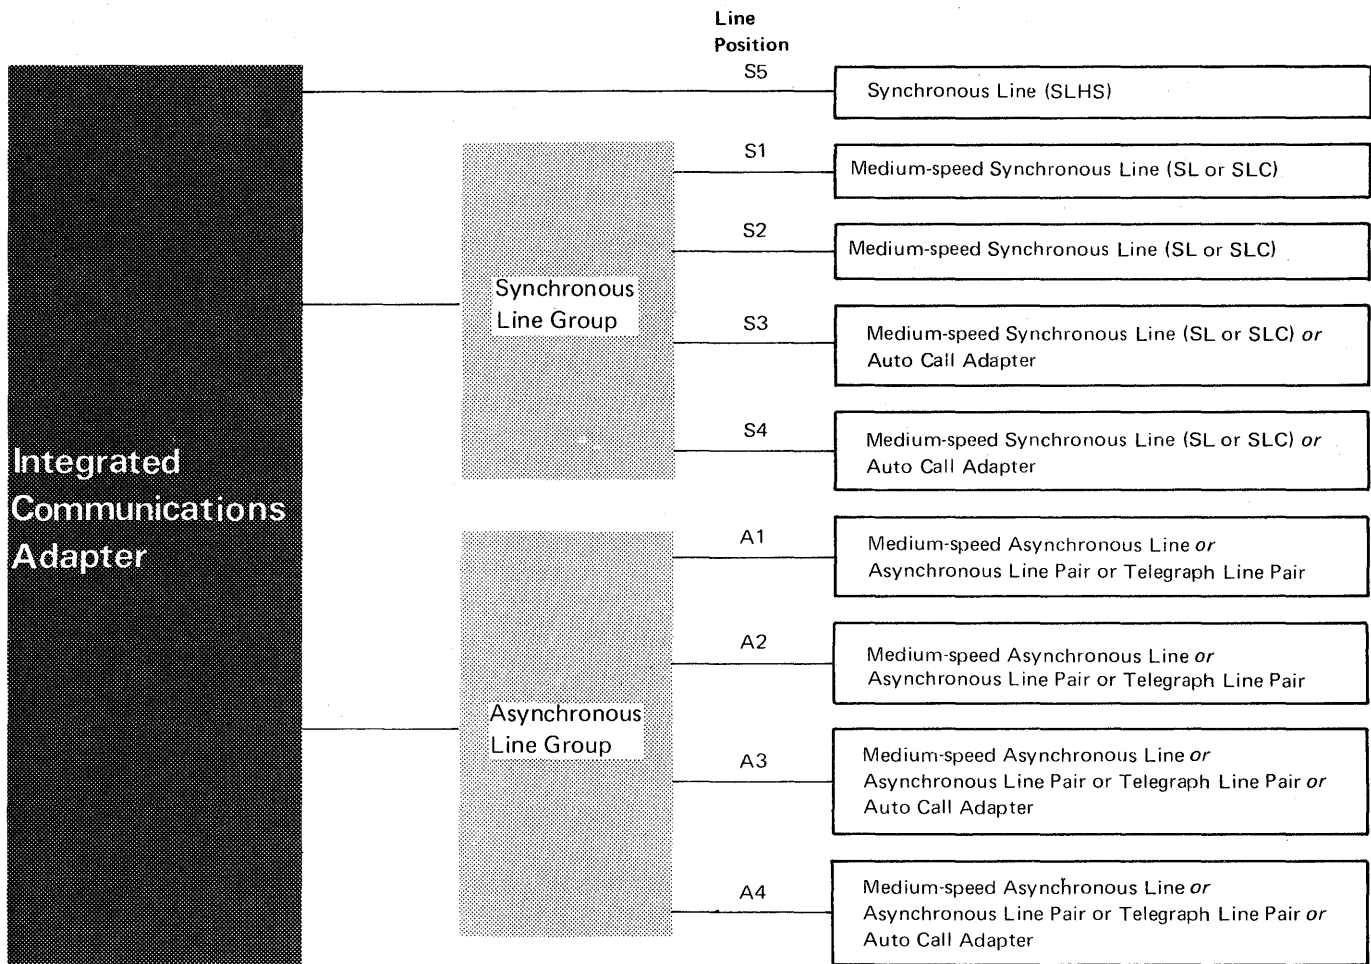 Line
Position
S5
Synchronous Line (SLHS)
S1
Medium-speed Synchronous Line (SL or SLC)
S2
Medium-speed Synchronous Line (SL or SLC)
Synchronous
Line Group
S3
Medium-speed Synchronous Line (SL or SLC) or
Auto Call Adapter
S4
Medium-speed Synchronous Line (SL or SLC) or
Auto Call Adapter
Integrated
Communications
Adapter
A1
Medium-speed Asynchronous Line or
Asynchronous Line Pair or Telegraph Line Pair
A2
Medium-speed Asynchronous Line or
Asynchronous Line Pair or Telegraph Line Pair
Asynchronous
Line Group
A3
Medium-speed Asynchronous Line or
Asynchronous Line Pair or Telegraph Line Pair or
Auto Call Adapter
A4
Medium-speed Asynchronous Line or
Asynchronous Line Pair or Telegraph Line Pair or
Auto Call Adapter